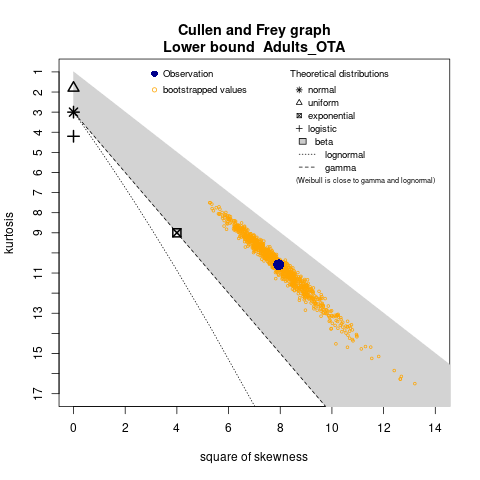 Cullen and Frey graph
Lower bound  Adults_OTA
Observation
bootstrapped values
Theoretical distributions
normal
uniform
exponential
logistic
beta
lognormal
gamma
(Weibull is close to gamma and lognormal)
kurtosis
1
2
3
4
5
6
7
8
9
11
13
15
17
0
2
4
6
8
10
12
14
square of skewness